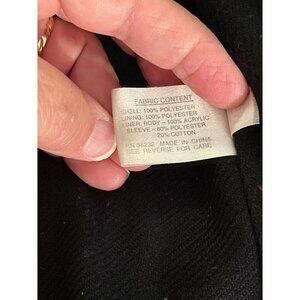 FABRIC CONTENT
SHELL: 100% POLYESTER
LINING: 100% POLYESTER
LINER: BODY - 100% ACRYLIC
SLEEVE - 80% POLYESTER
20% COTTON
RN 36232 MADE IN CHINA
SEE REVERSE FOR CARE